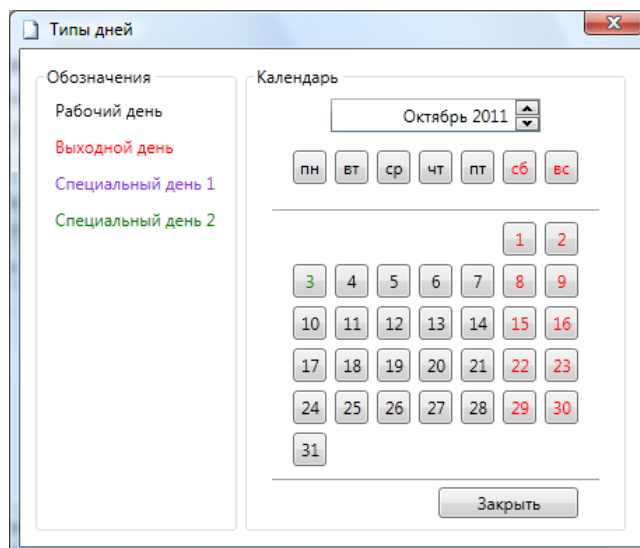 Типы дней
Обозначения
Рабочий день
Выходной день
Специальный день 1
Специальный день 2
Календарь
Октябрь 2011
пн вт ср чт пт сб вс
1 2
3 4 5 6 7 8 9
10 11 12 13 14 15 16
17 18 19 20 21 22 23
24 25 26 27 28 29 30
31
Закрыть